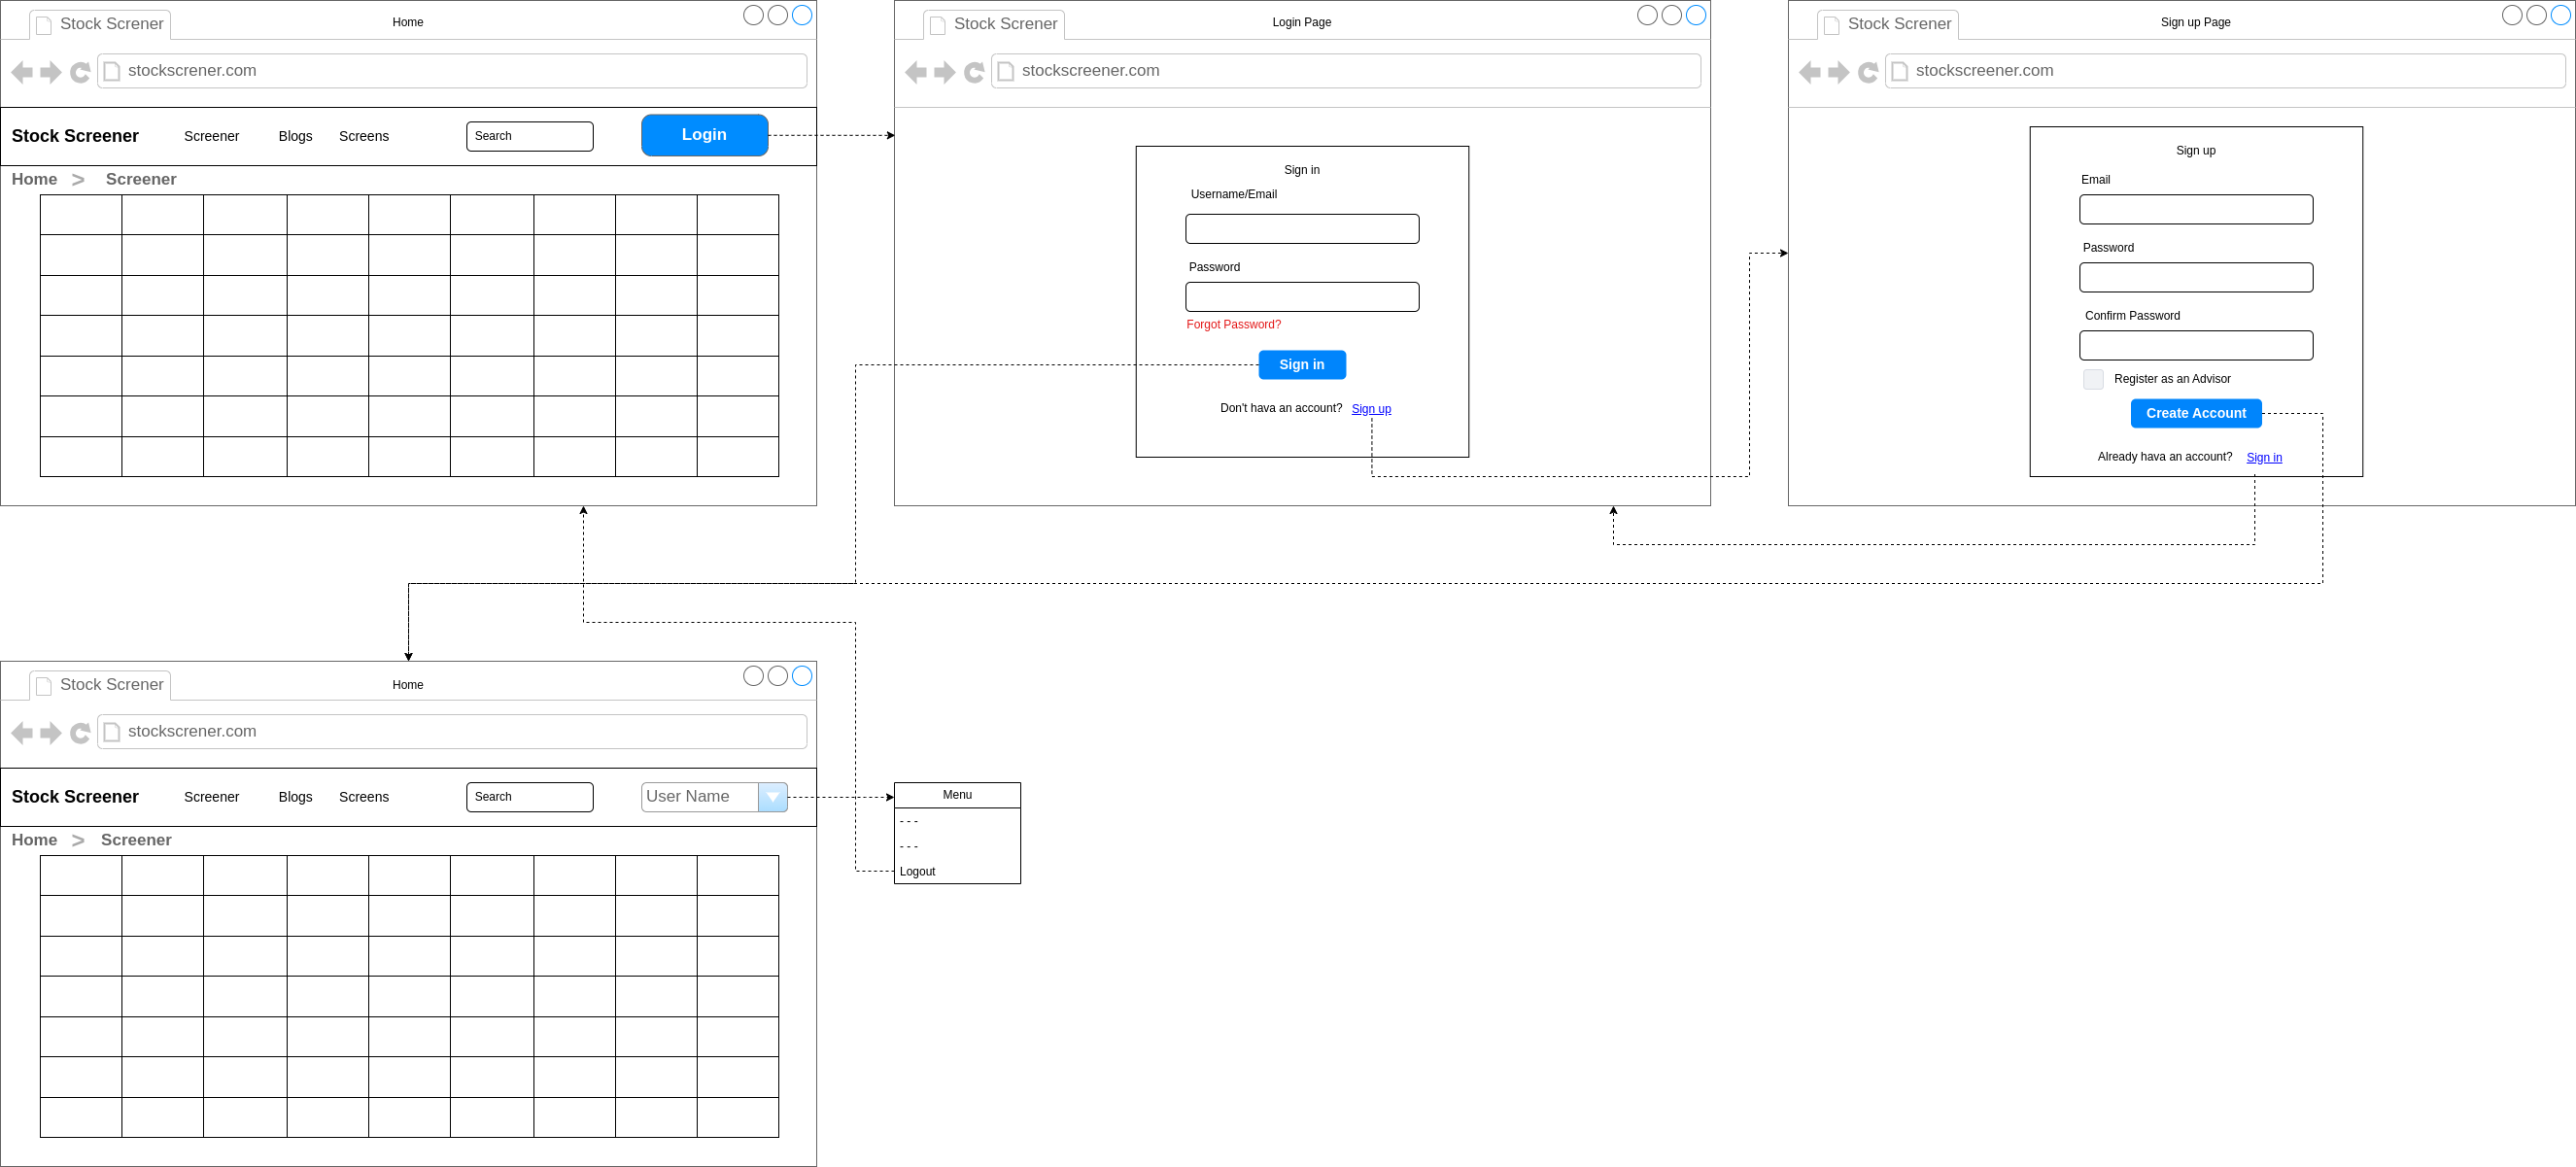 Stock Screner
Home
stockscrener.com
Stock Screener Screener Blogs Screens Search Login
Home > Screener
Stock Screner
Login Page
stockscreener.com
Sign in
Username/Email
Password
Forgot Password?
Sign in
Don't hava an account? Sign up
Stock Screner
Sign up Page
stockscreener.com
Sign up
Email
Password
Confirm Password
Register as an Advisor
Create Account
Already hava an account? Sign in
Stock Screner
Home
stockscrener.com
Stock Screener Screener Blogs Screens Search User Name
Home > Screener
Menu
- - -
- - -
Logout